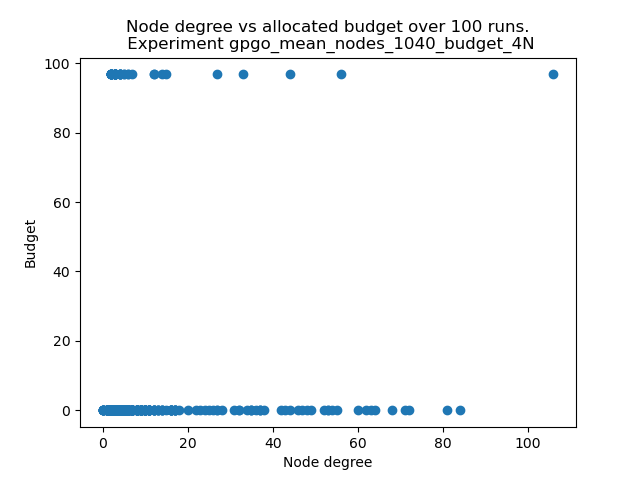 Node degree vs allocated budget over 100 runs.
Experiment gpgo_mean_nodes_1040_budget_4N
100
80
60
40
20
0
Budget
0 20 40 60 80 100
Node degree